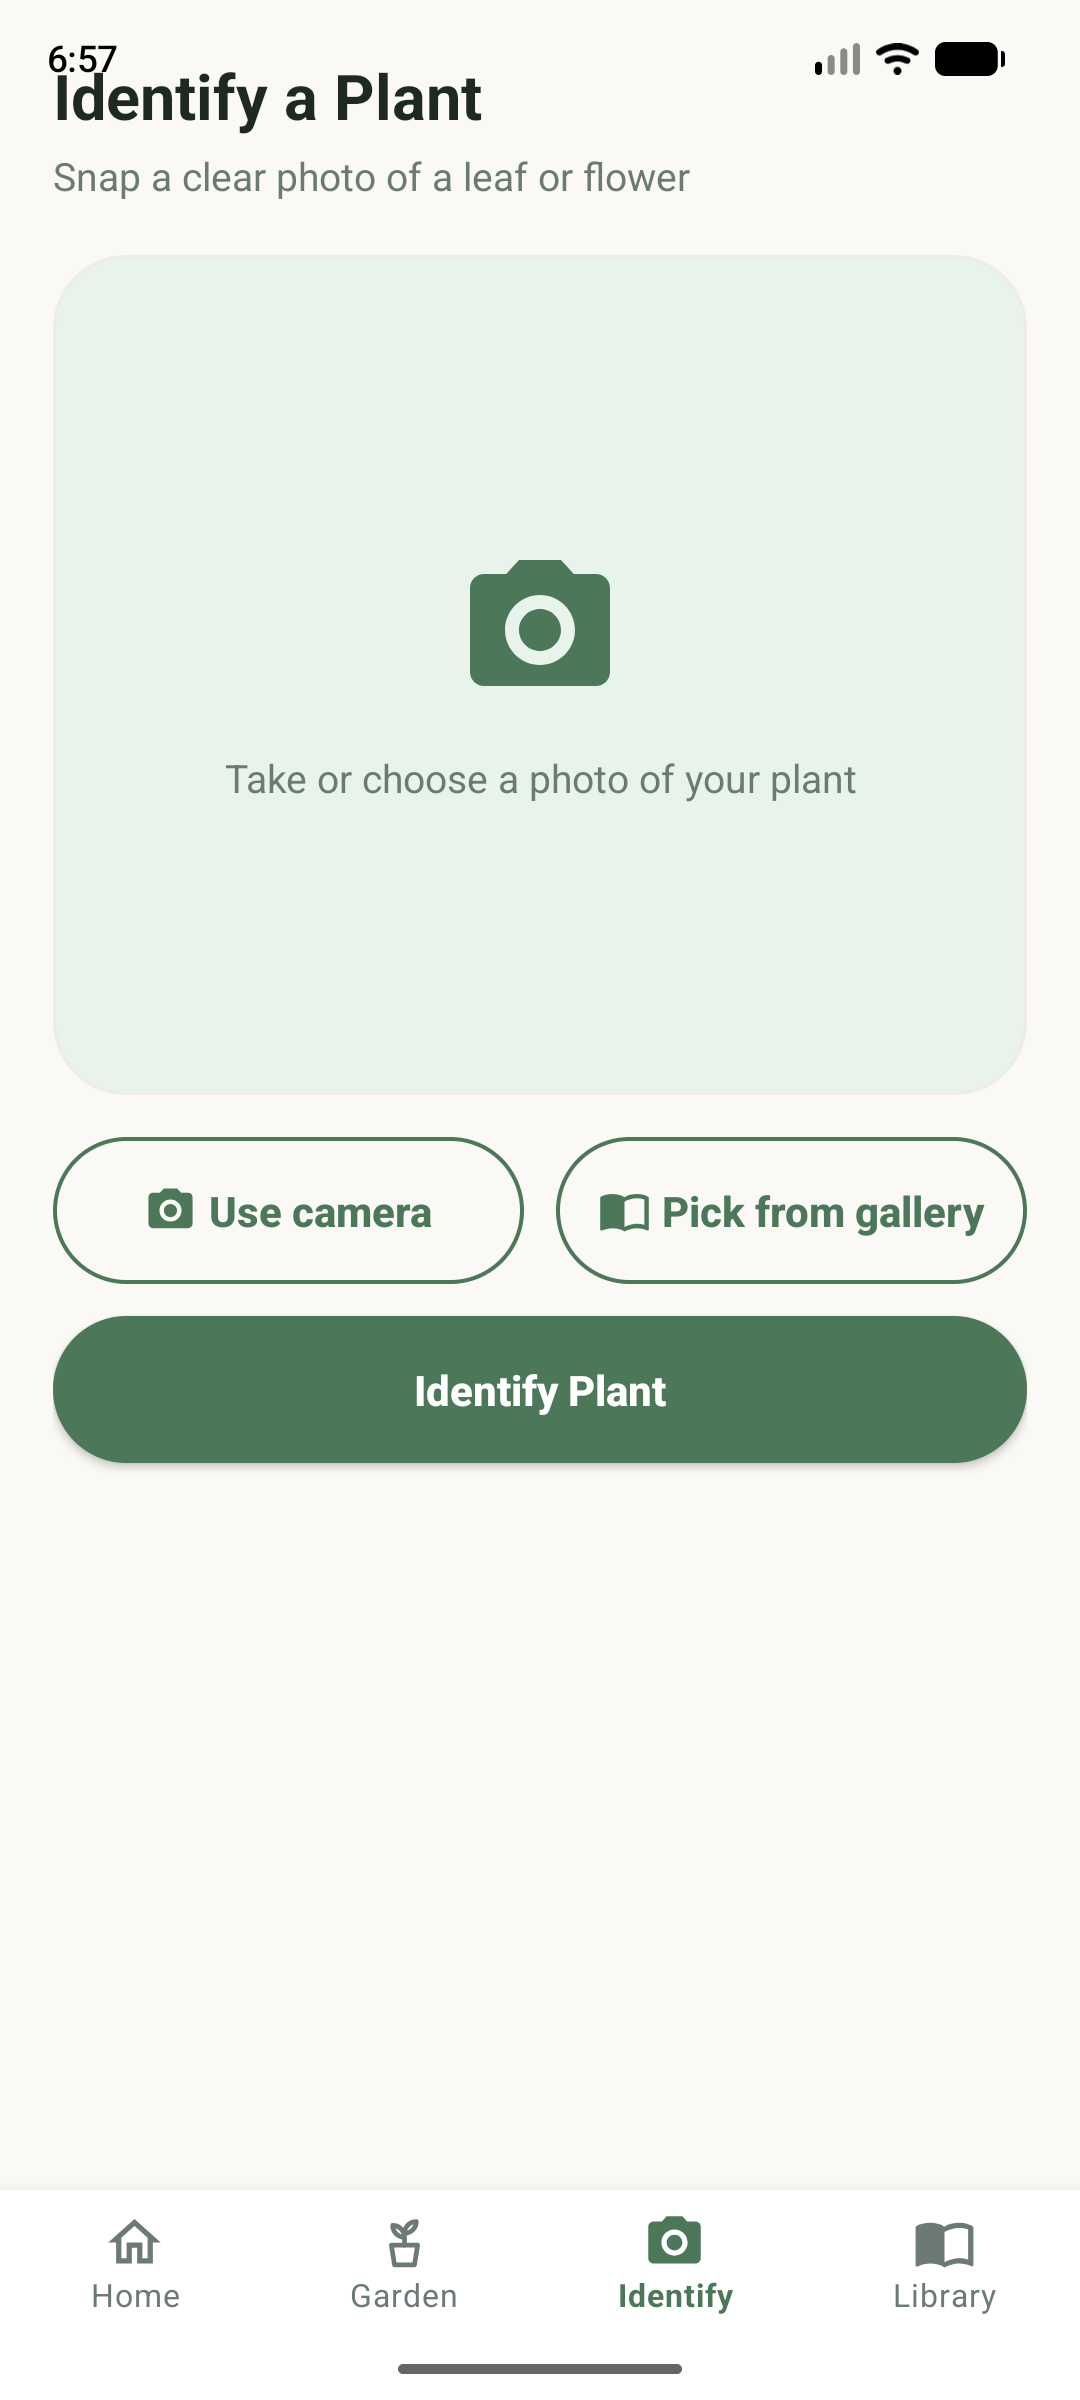 6:57
Identify a Plant
Snap a clear photo of a leaf or flower
Take or choose a photo of your plant
Use camera
Pick from gallery
Identify Plant
Home
Garden
Identify
Library